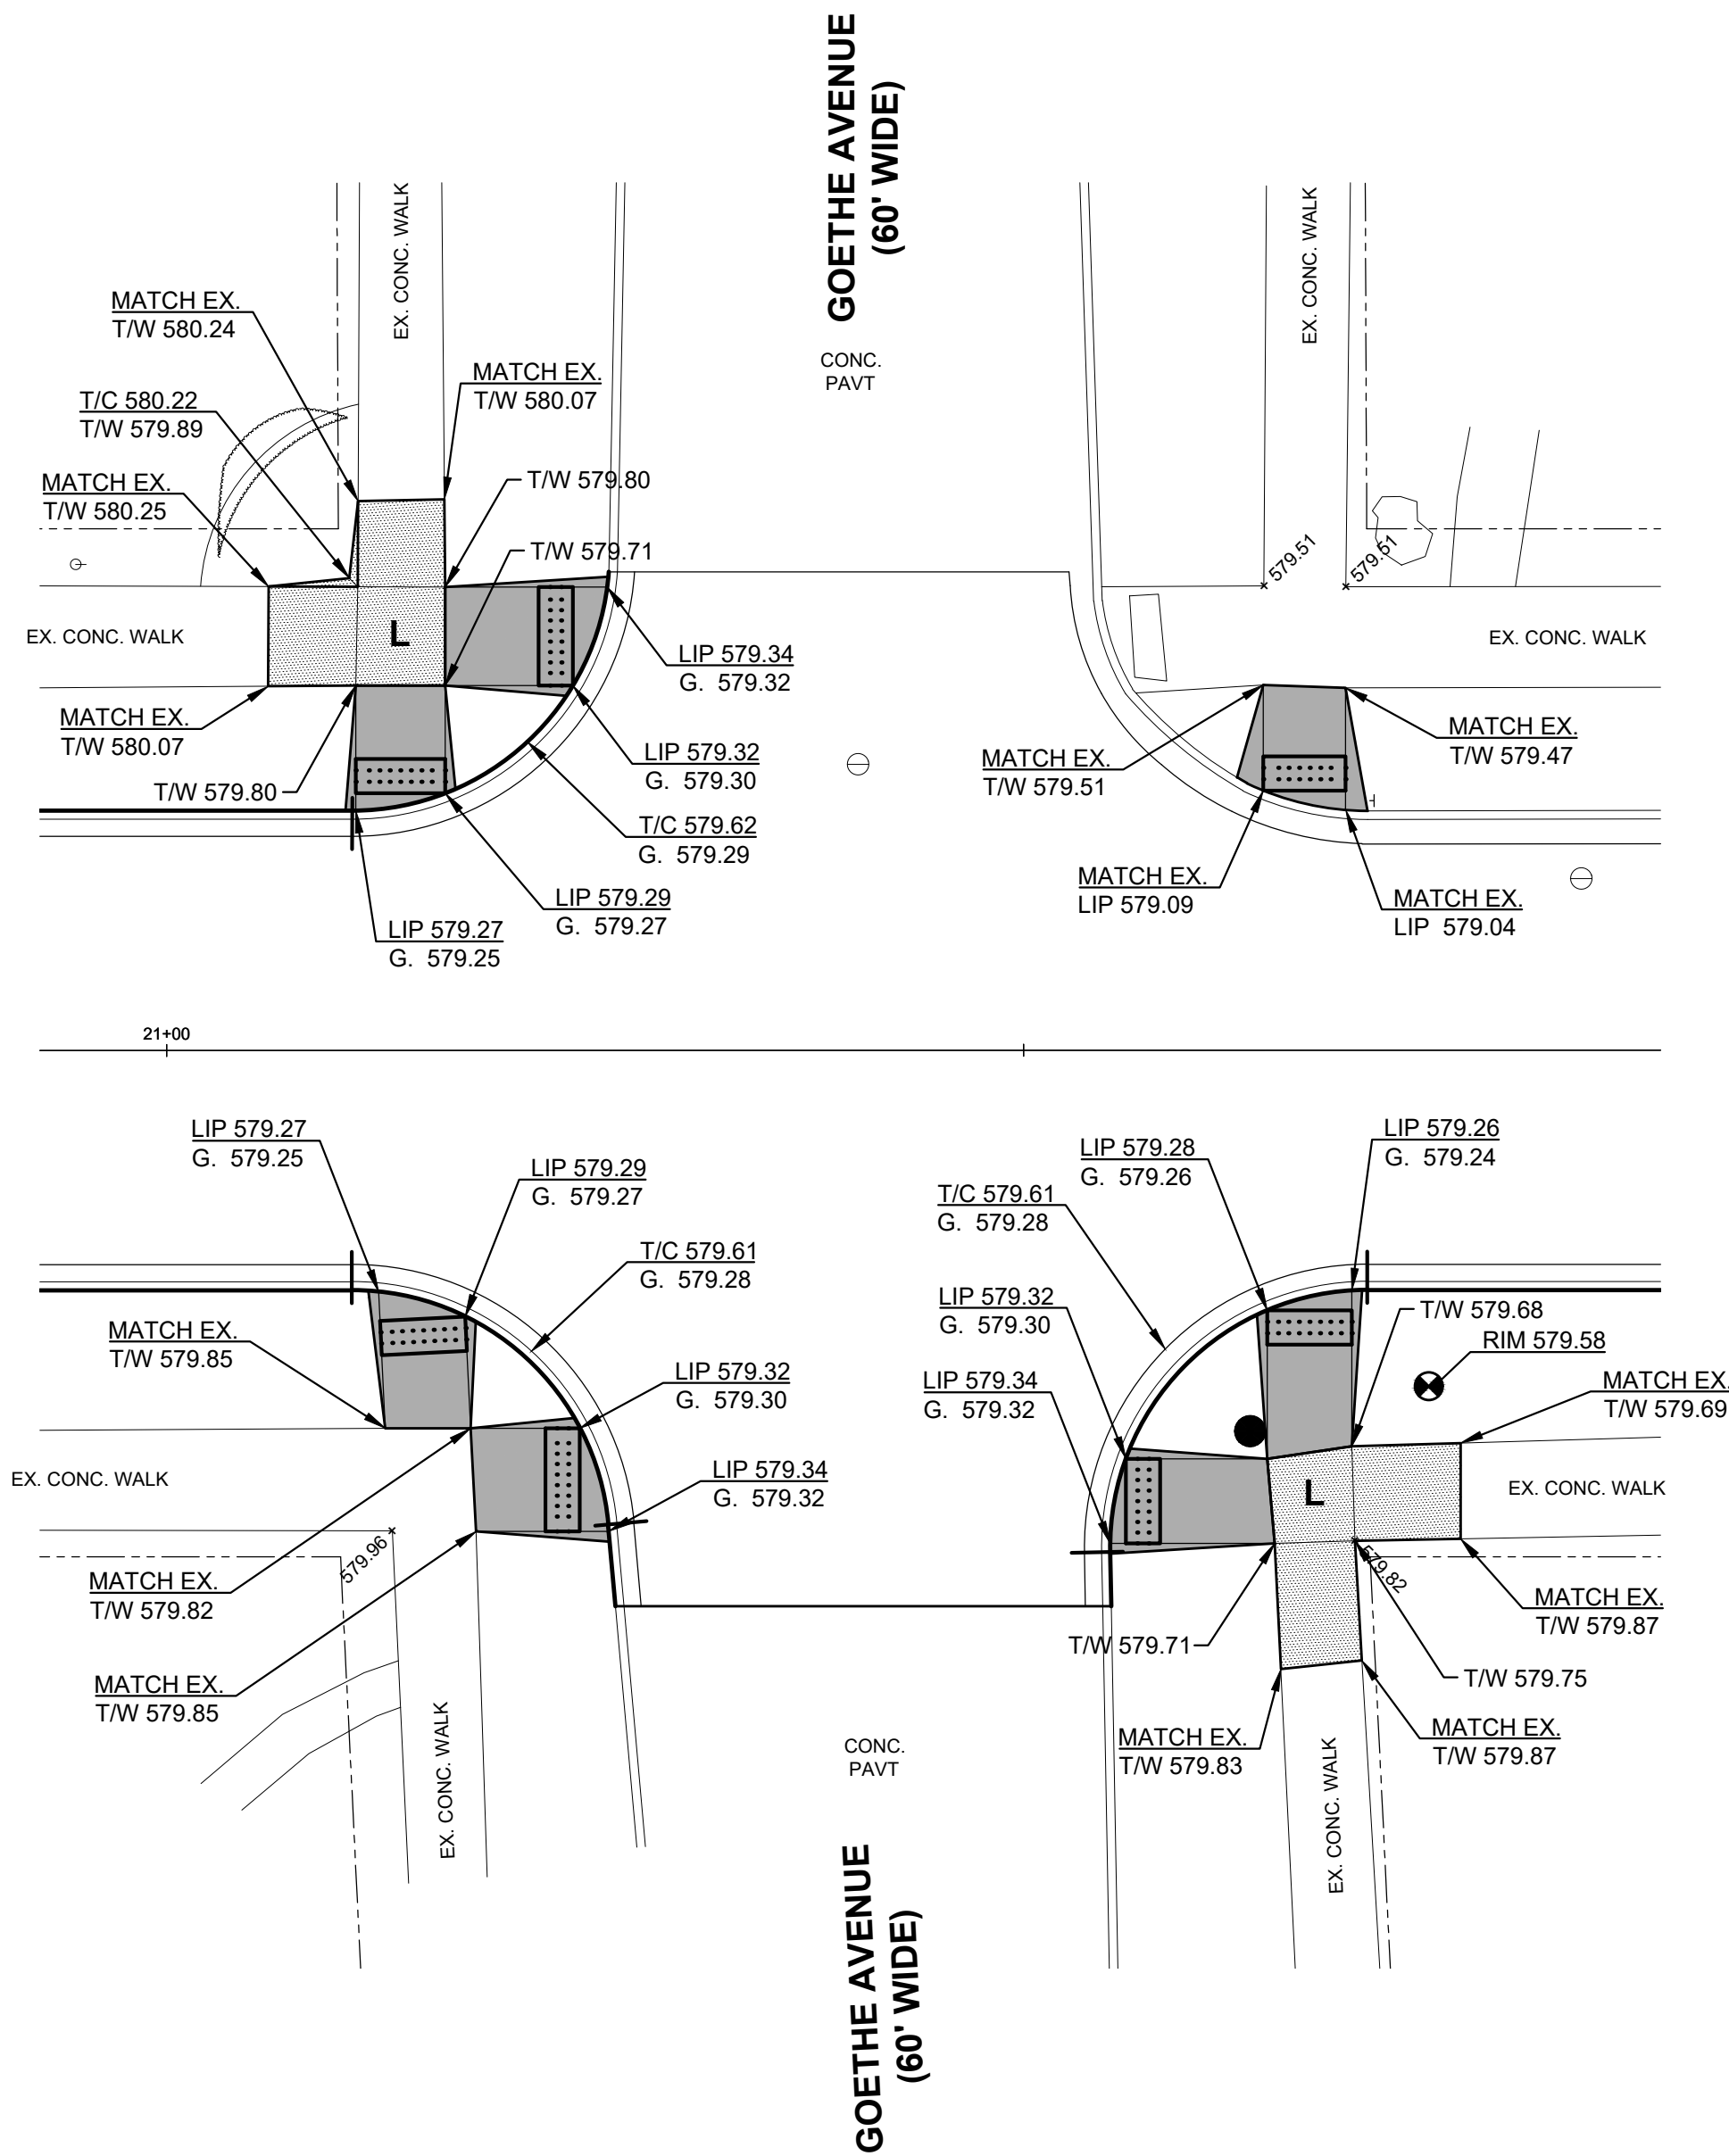 GOETHE AVENUE
(60' WIDE)
EX. CONC. WALK
EX. CONC. WALK
MATCH EX.
T/W 580.24
CONC.
PAVT
MATCH EX.
T/W 580.07
T/C 580.22
T/W 579.89
MATCH EX.
T/W 580.25
T/W 579.80
T/W 579.71
579.51
579.51
EX. CONC. WALK
L
EX. CONC. WALK
LIP 579.34
G. 579.32
MATCH EX.
T/W 580.07
LIP 579.32
G. 579.30
MATCH EX.
T/W 579.51
MATCH EX.
T/W 579.47
T/W 579.80
T/C 579.62
G. 579.29
LIP 579.29
G. 579.27
MATCH EX.
LIP 579.09
MATCH EX.
LIP 579.04
LIP 579.27
G. 579.25
21+00
LIP 579.27
G. 579.25
LIP 579.29
G. 579.27
LIP 579.28
G. 579.26
LIP 579.26
G. 579.24
T/C 579.61
G. 579.28
T/C 579.61
G. 579.28
MATCH EX.
T/W 579.85
LIP 579.32
G. 579.30
T/W 579.68
RIM 579.58
LIP 579.32
G. 579.30
LIP 579.34
G. 579.32
MATCH EX.
T/W 579.69
EX. CONC. WALK
LIP 579.34
G. 579.32
L
EX. CONC. WALK
579.96
579.82
MATCH EX.
T/W 579.82
MATCH EX.
T/W 579.87
T/W 579.71
MATCH EX.
T/W 579.85
T/W 579.75
EX. CONC. WALK
CONC.
PAVT
MATCH EX.
T/W 579.83
MATCH EX.
T/W 579.87
EX. CONC. WALK
GOETHE AVENUE
(60' WIDE)